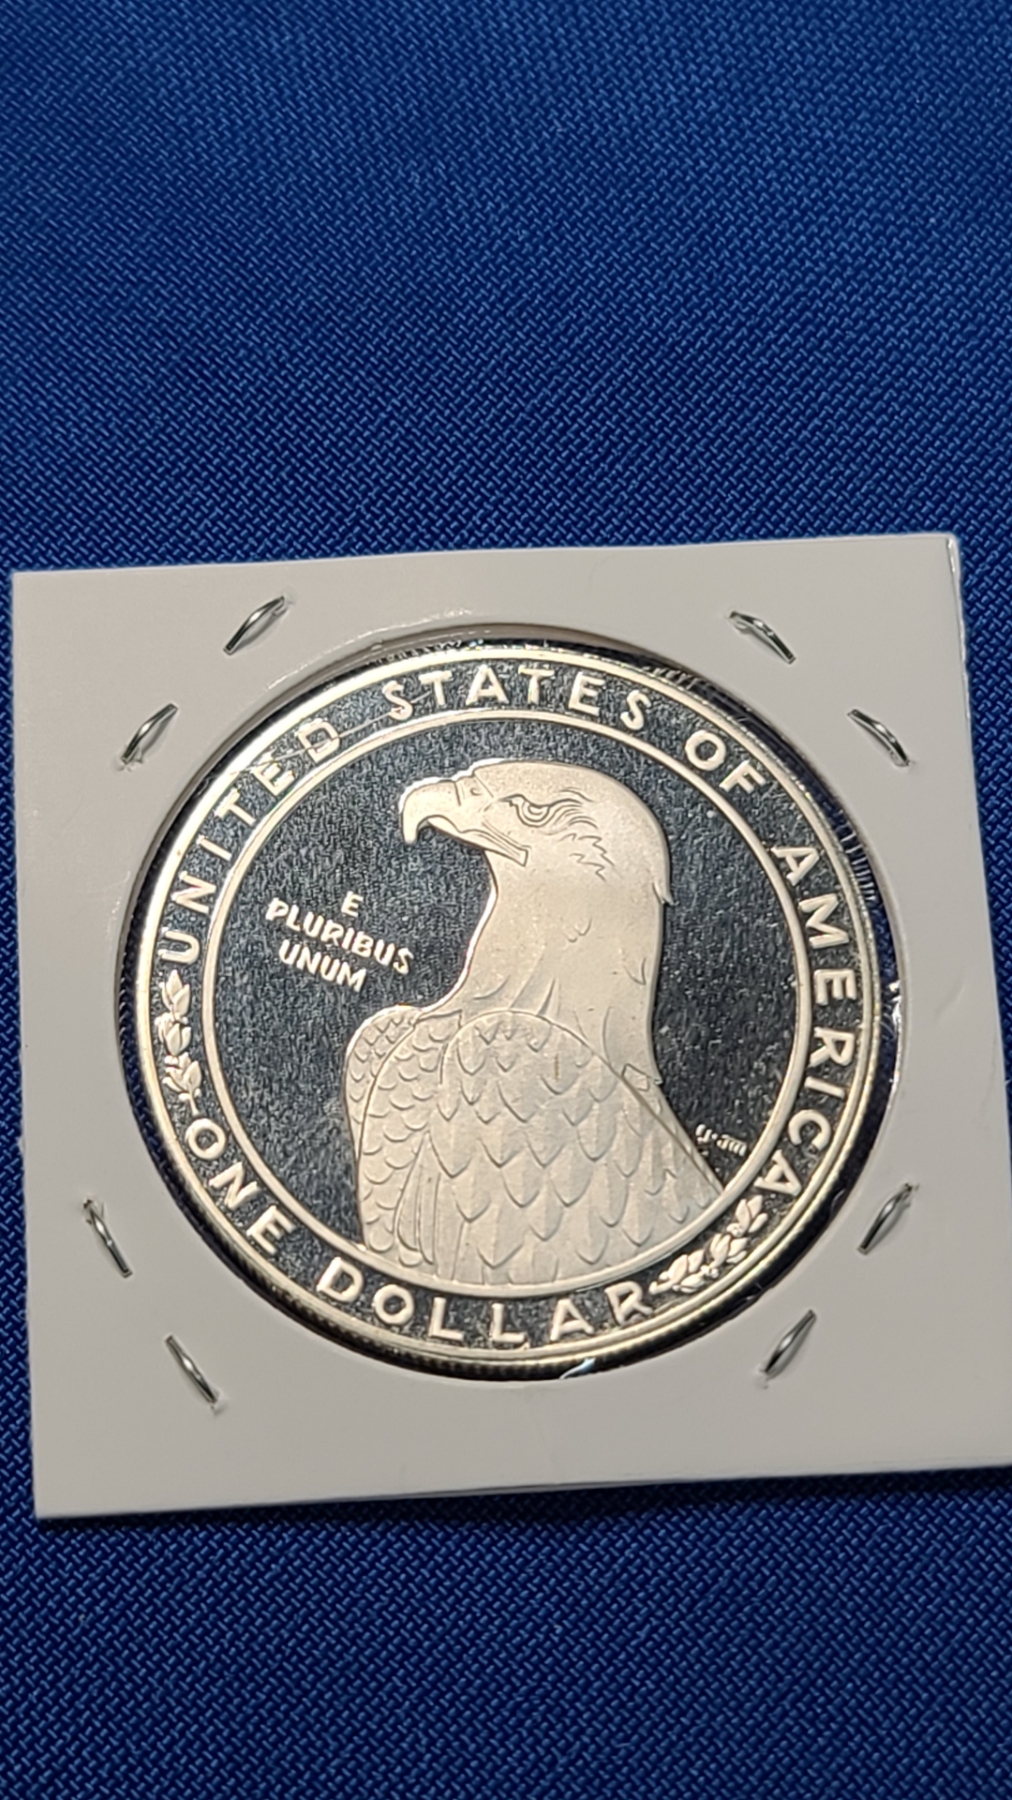 UNITED STATES OF AMERICA
E
PLURIBUS
UNUM
ONE DOLLAR